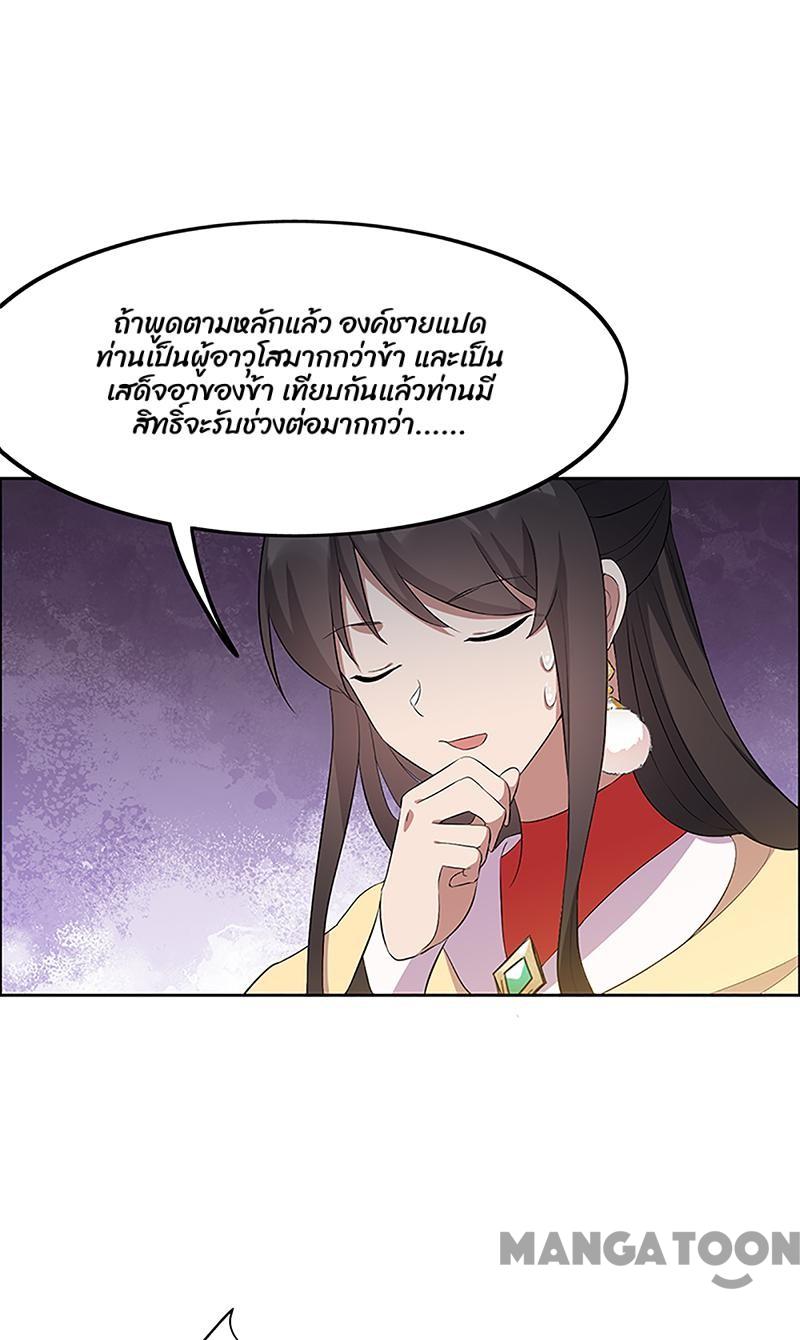 ถ้าพูดตามหลักแล้ว องค์ชายแปด
ท่านเป็นผู้อาวุโสมากกว่าข้า และเป็น
เสด็จอาของข้า เทียบกันแล้วท่านมี
สิทธิ์จะรับช่วงต่อมากกว่า......
MANGATOON